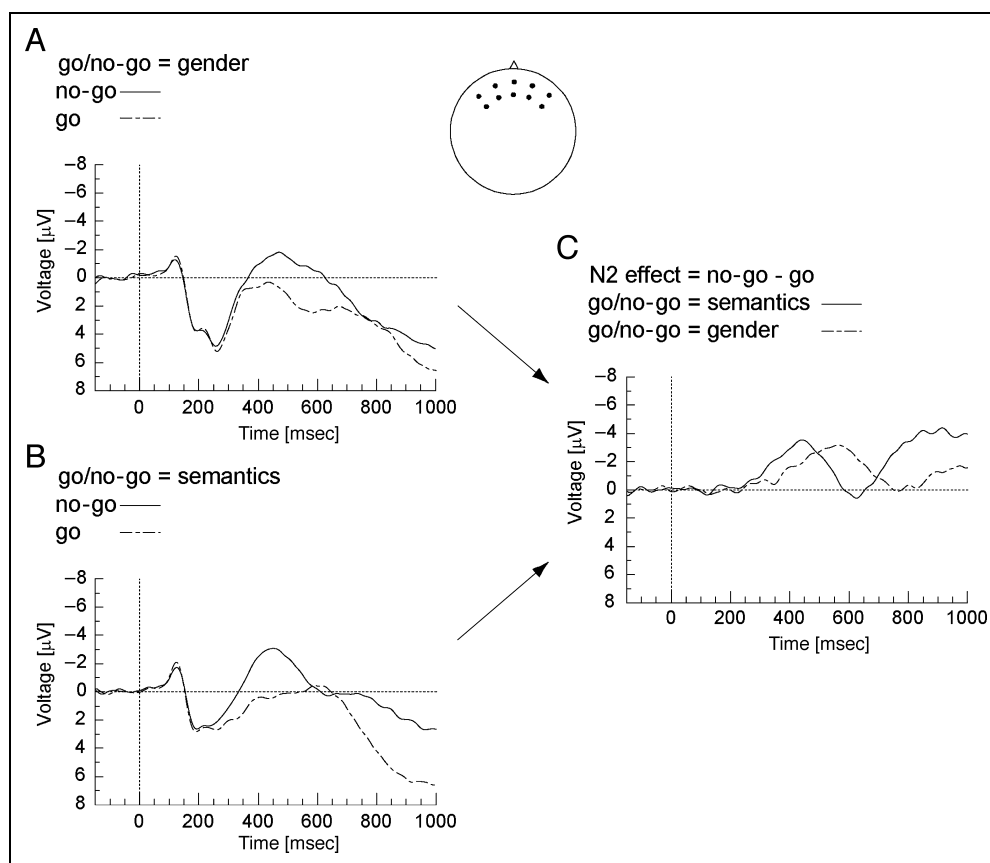 A
go/no-go = gender
no-go
go
–8
–6
–4
–2
0
2
4
6
8
Voltage [µV]
0 200 400 600 800 1000
Time [msec]
B
go/no-go = semantics
no-go
go
–8
–6
–4
–2
0
2
4
6
8
Voltage [µV]
0 200 400 600 800 1000
Time [msec]
C
N2 effect = no-go - go
go/no-go = semantics
go/no-go = gender
–8
–6
–4
–2
0
2
4
6
8
Voltage [µV]
0 200 400 600 800 1000
Time [msec]